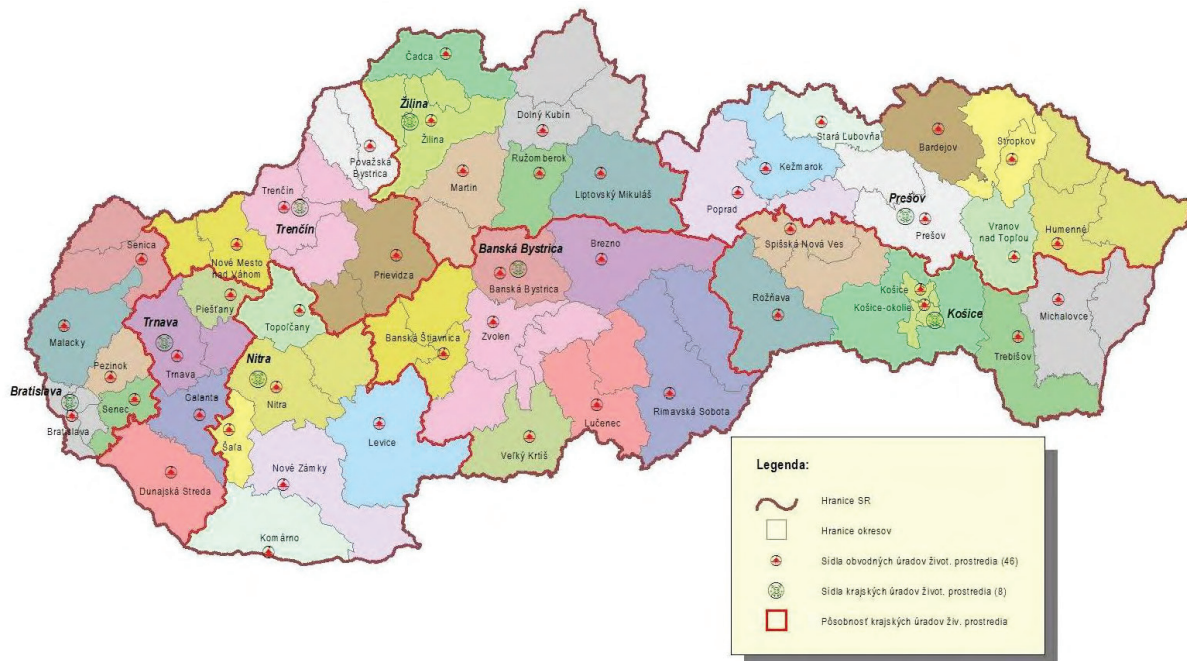 Čadca
Žilina
Žilina
Dolný Kubín
Stará Ľubovňa
Bardejov
Stropkov
Považská
Bystrica
Martin
Ružomberok
Liptovský Mikuláš
Kežmarok
Poprad
Prešov
Prešov
Trenčín
Trenčín
Vranov
nad Topľou
Humenné
Senica
Nové Mesto
nad Váhom
Prievidza
Banská Bystrica
Banská Bystrica
Brezno
Spišská Nová Ves
Piešťany
Topoľčany
Rožňava
Košice
Košice-okolie
Košice
Michalovce
Malacky
Trnava
Trnava
Banská Štiavnica
Zvolen
Trebišov
Pezinok
Nitra
Nitra
Bratislava
Bratislava
Senec
Galanta
Rimavská Sobota
Lučenec
Šaľa
Levice
Veľký Krtíš
Dunajská Streda
Nové Zámky
Komárno
Legenda:
Hranice SR
Hranice okresov
Sídla obvodných úradov život. prostredia (46)
Sídla krajských úradov život. prostredia (8)
Pôsobnosť krajských úradov živ. prostredia